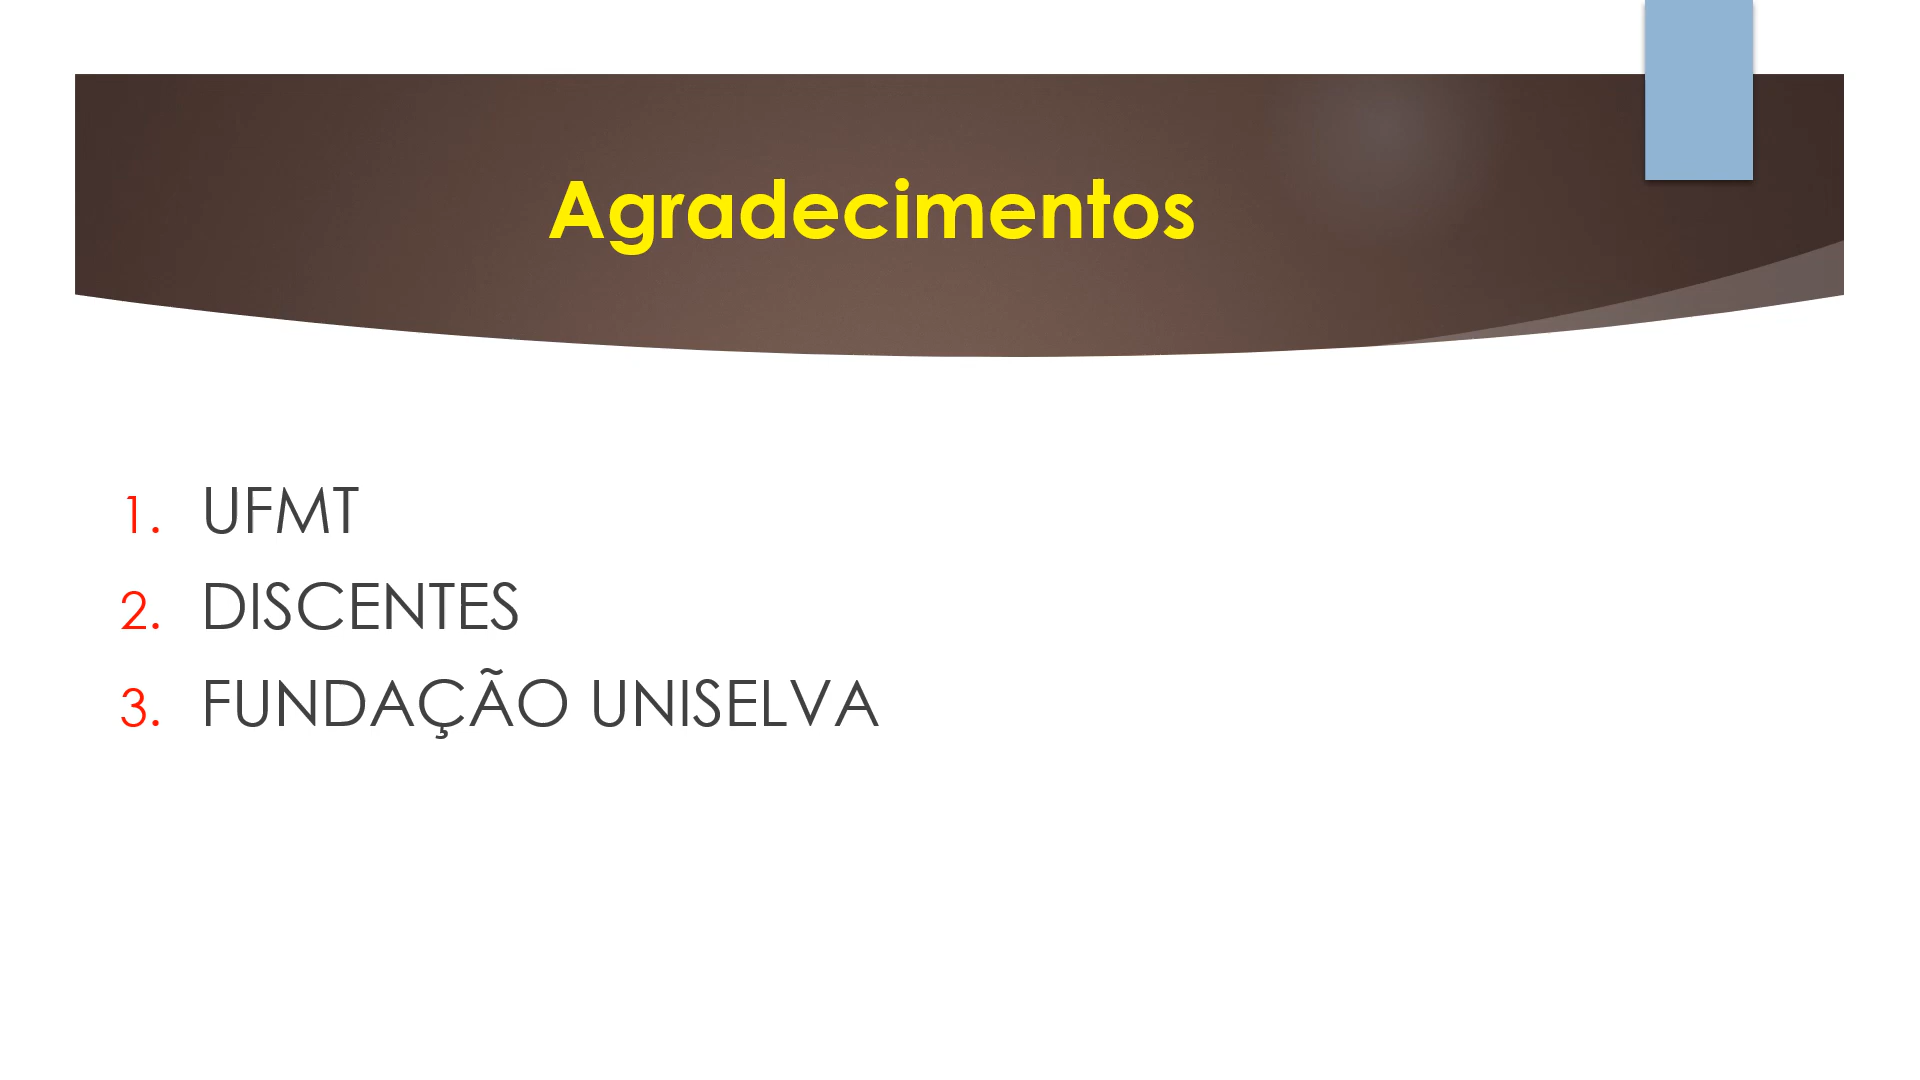 Agradecimentos
1. UFMT
2. DISCENTES
3. FUNDAÇÃO UNISELVA